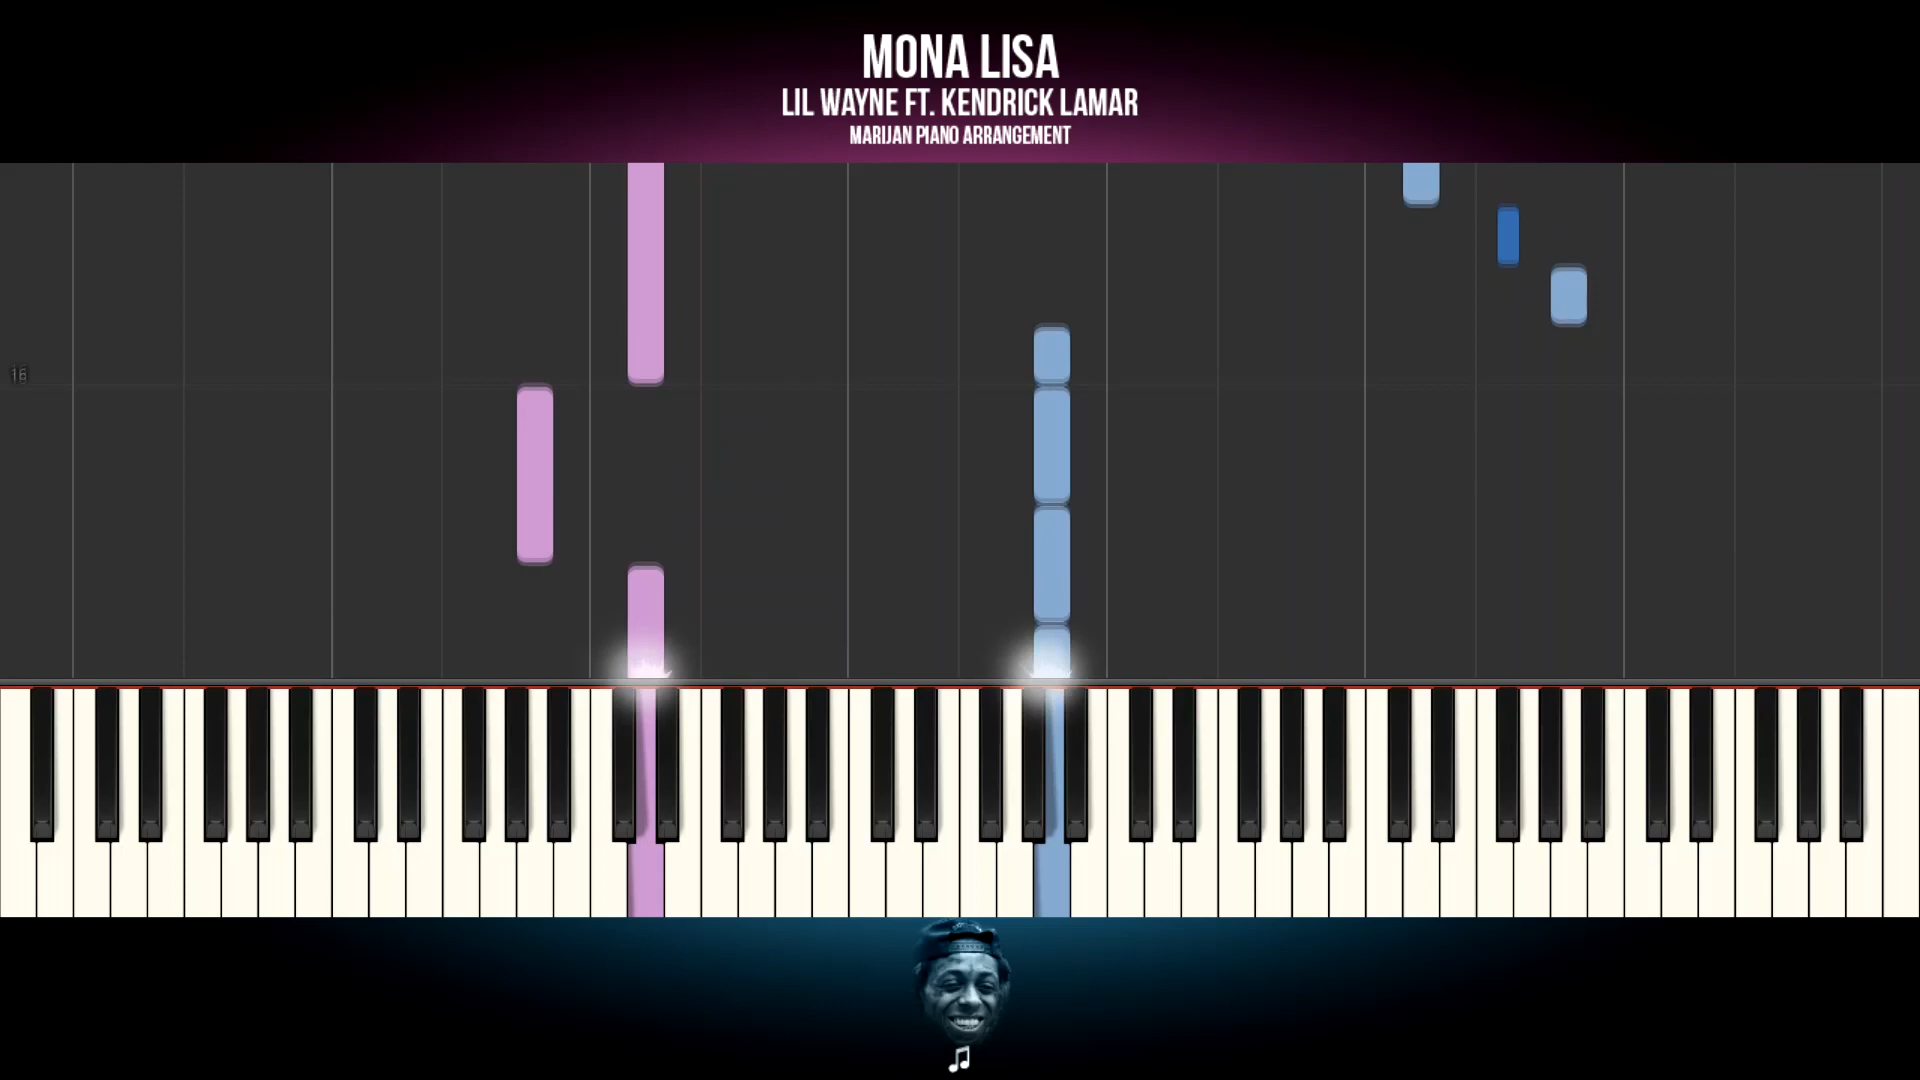 MONA LISA
LIL WAYNE FT. KENDRICK LAMAR
MARIJAN PIANO ARRANGEMENT
16